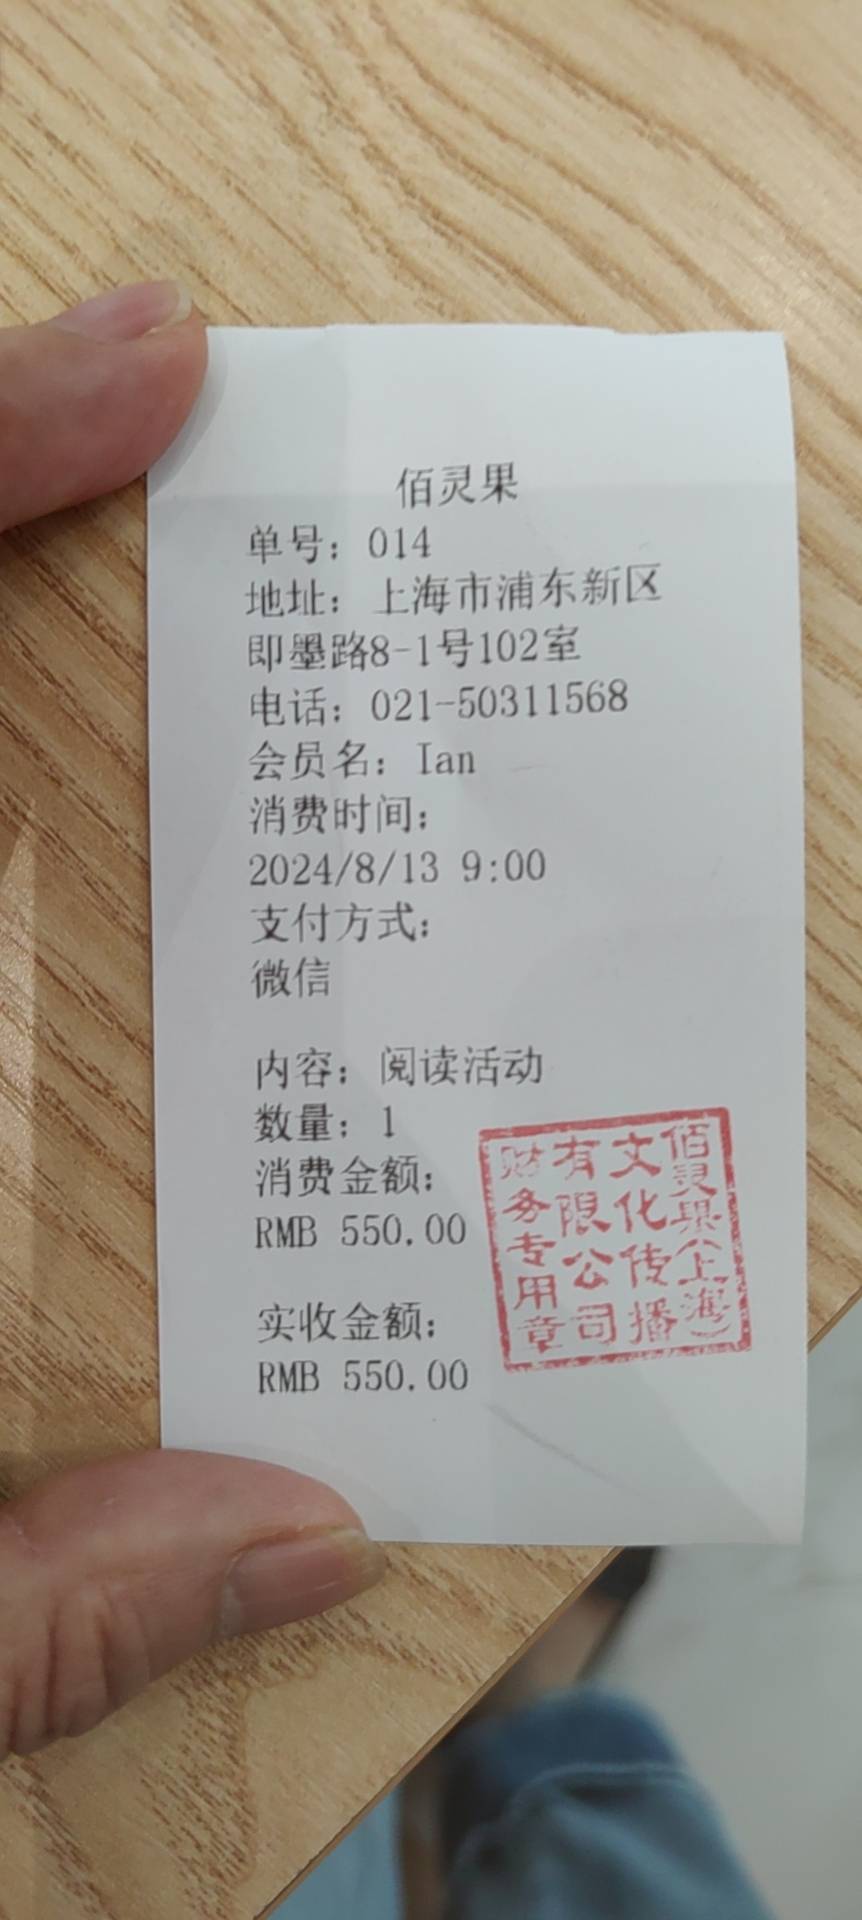 佰灵果
单号：014
地址：上海市浦东新区
即墨路8-1号102室
电话：021-50311568
会员名：Ian
消费时间：
2024/8/13 9:00
支付方式：
微信
内容：阅读活动
数量：1
消费金额：
RMB 550.00
实收金额：
RMB 550.00
佰灵果（上海）
文化传播
有限公司
财务专用章